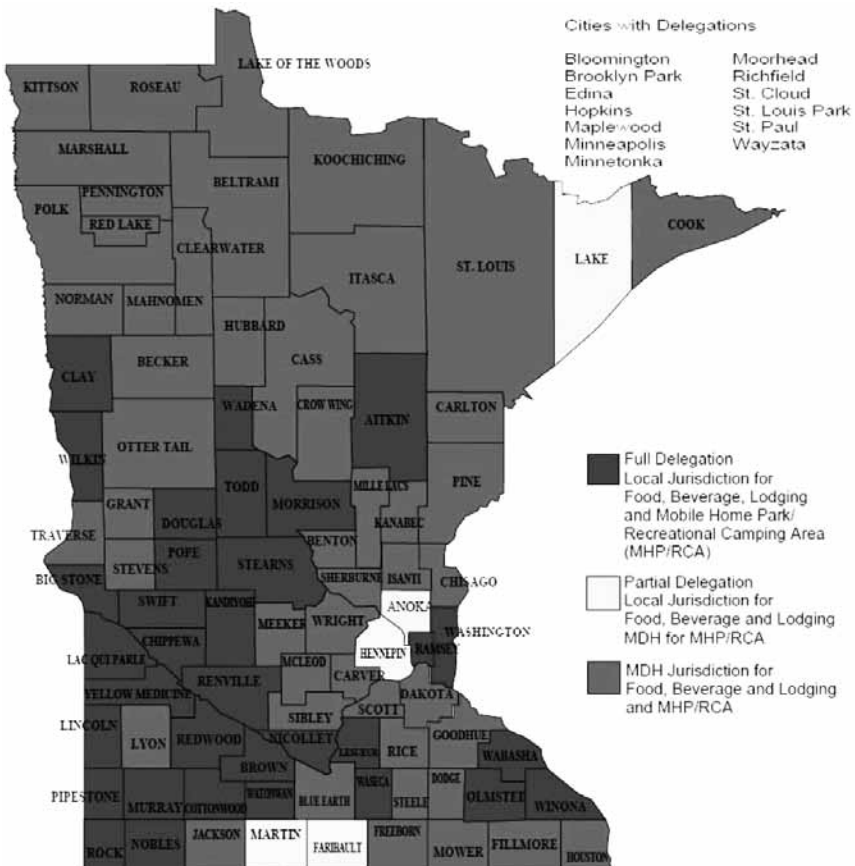 Cities with Delegations
Bloomington
Brooklyn Park
Edina
Hopkins
Maplewood
Minneapolis
Minnetonka
Moorhead
Richfield
St. Cloud
St. Louis Park
St. Paul
Wayzata
LAKE OF THE WOODS
KITTSON
ROSEAU
MARSHALL
KOOCHICHING
PENNINGTON
BELTRAMI
POLK
RED LAKE
CLEARWATER
COOK
ST. LOUIS
LAKE
ITASCA
NORMAN
MAHNOMEN
HUBBARD
CASS
BECKER
CLAY
WADENA
CROW WING
AITKIN
CARLTON
OTTER TAIL
WILKIN
TODD
MORRISON
MILLE LACS
PINE
GRANT
DOUGLAS
KANABEC
TRAVERSE
BENTON
STEVENS
POPE
STEARNS
BIG STONE
SHERBURNE
ISANTI
CHISAGO
SWIFT
KANDIYOHI
ANOKA
MEEKER
WRIGHT
WASHINGTON
CHIPPEWA
HENNEPIN
RAMSEY
LAC QUI PARLE
MCLEOD
CARVER
RENVILLE
YELLOW MEDICINE
DAKOTA
SCOTT
SIBLEY
LINCOLN
LYON
REDWOOD
NICOLLET
LESUEUR
RICE
GOODHUE
WABASHA
BROWN
PIPESTONE
MURRAY
COTTONWOOD
WATONWAN
BLUE EARTH
WASECA
STEELE
DODGE
OLMSTED
WINONA
ROCK
NOBLES
JACKSON
MARTIN
FARIBAULT
FREEBORN
MOWER
FILLMORE
HOUSTON
Full Delegation
Local Jurisdiction for
Food, Beverage, Lodging
and Mobile Home Park/
Recreational Camping Area
(MHP/RCA)
Partial Delegation
Local Jurisdiction for
Food, Beverage and Lodging
MDH for MHP/RCA
MDH Jurisdiction for
Food, Beverage and Lodging
and MHP/RCA